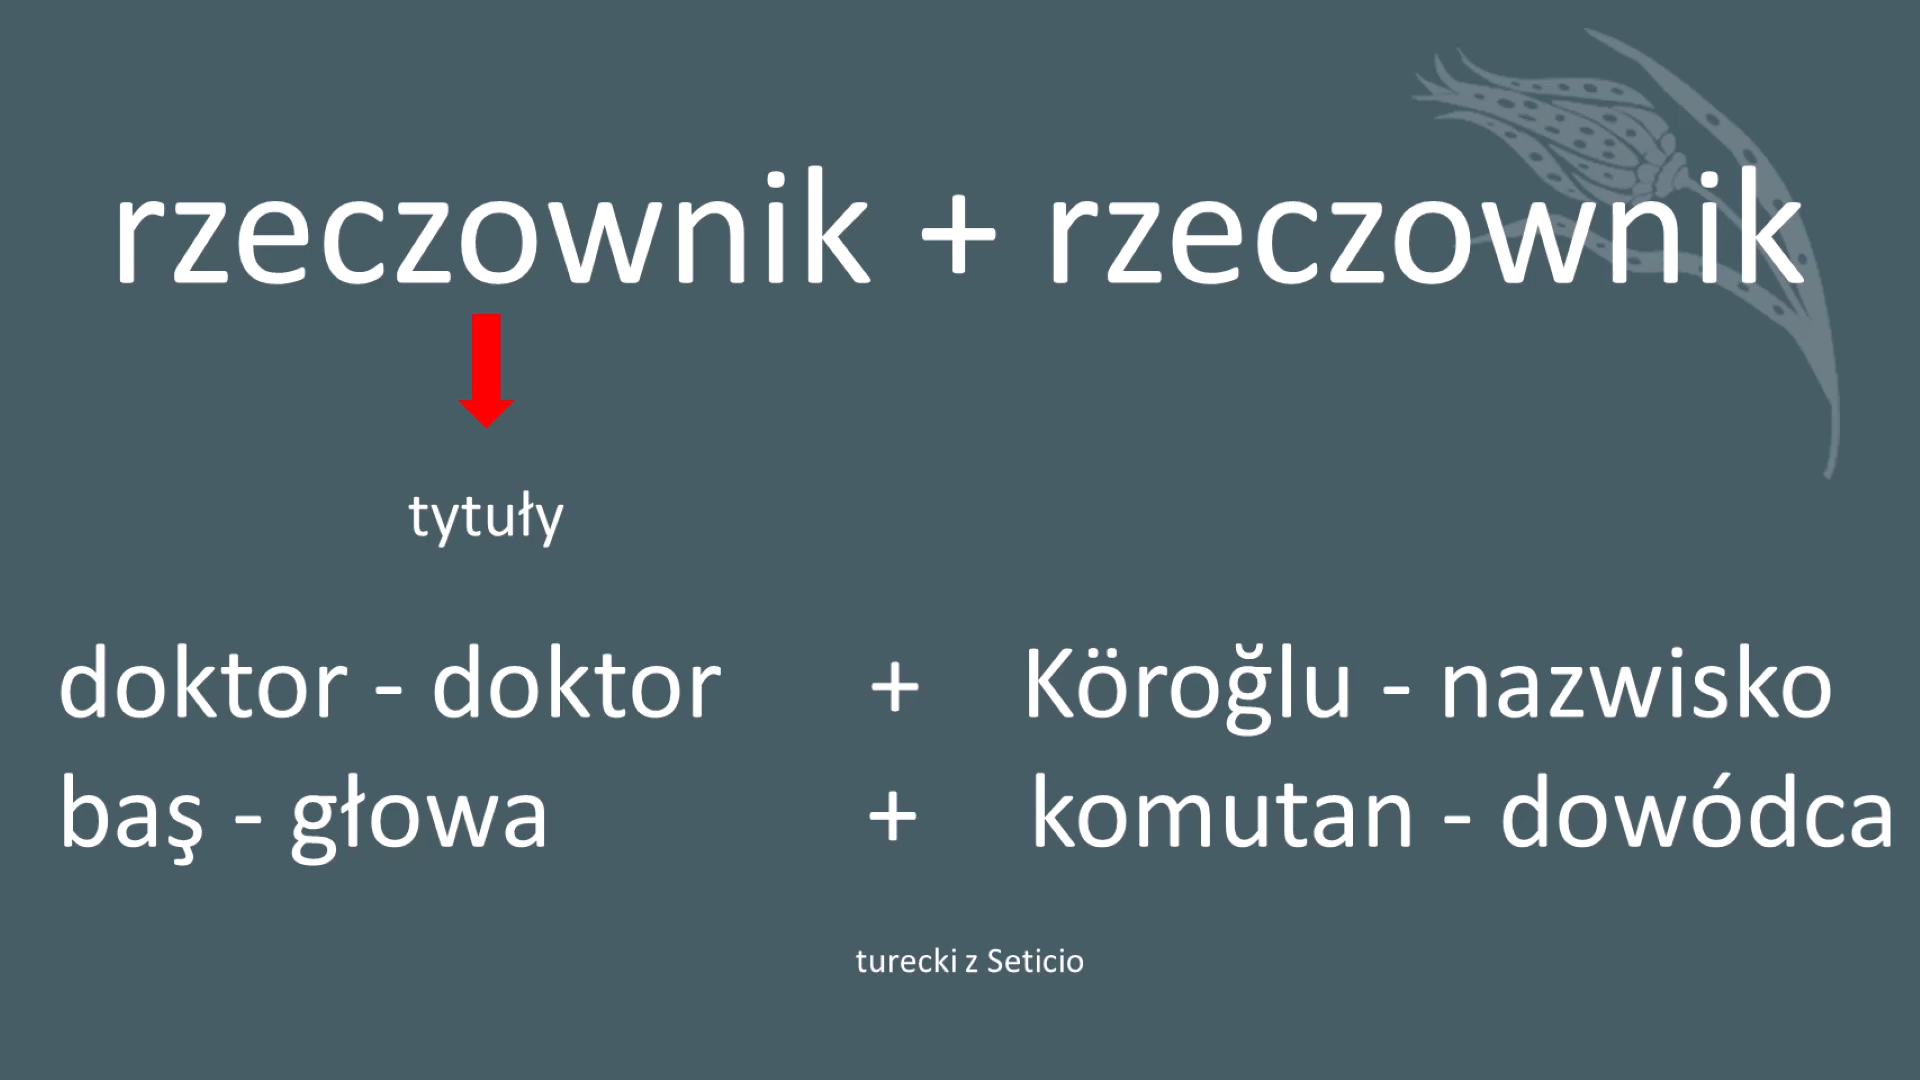 rzeczownik + rzeczownik
tytuły
doktor - doktor + Köroğlu - nazwisko
baş - głowa + komutan - dowódca
turecki z Seticio